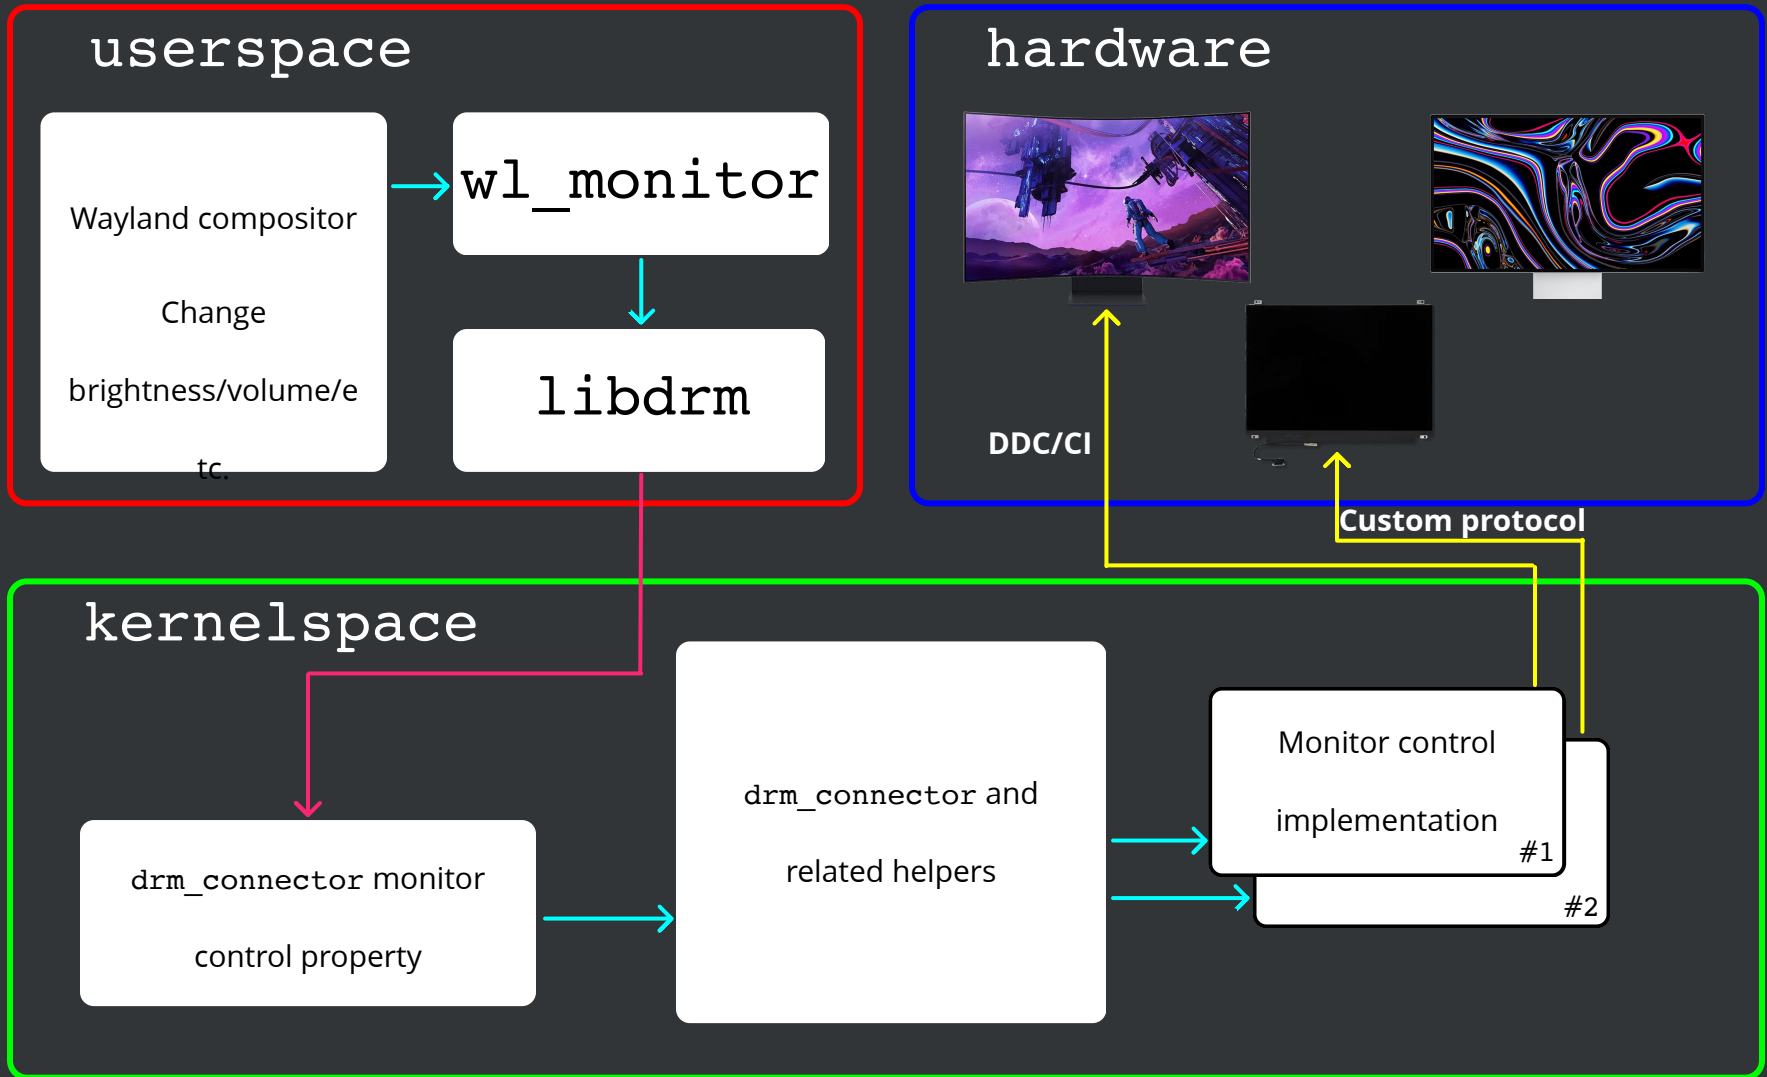 userspace
Wayland compositor
Change
brightness/volume/e
tc.
wl_monitor
libdrm
hardware
DDC/CI
Custom protocol
kernelspace
drm_connector monitor
control property
drm_connector and
related helpers
Monitor control
implementation
#1
#2